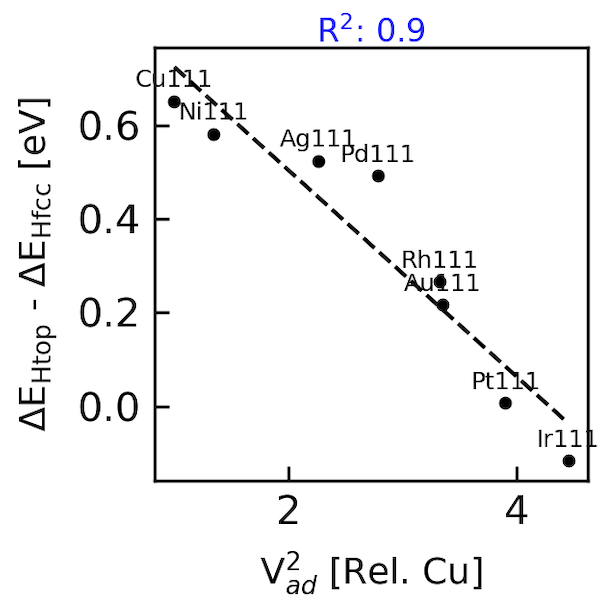 R²: 0.9
ΔE_Htop - ΔE_Hfcc [eV]
0.6
0.4
0.2
0.0
Cu111
Ni111
Ag111
Pd111
Rh111
Au111
Pt111
Ir111
2
4
V²_ad [Rel. Cu]